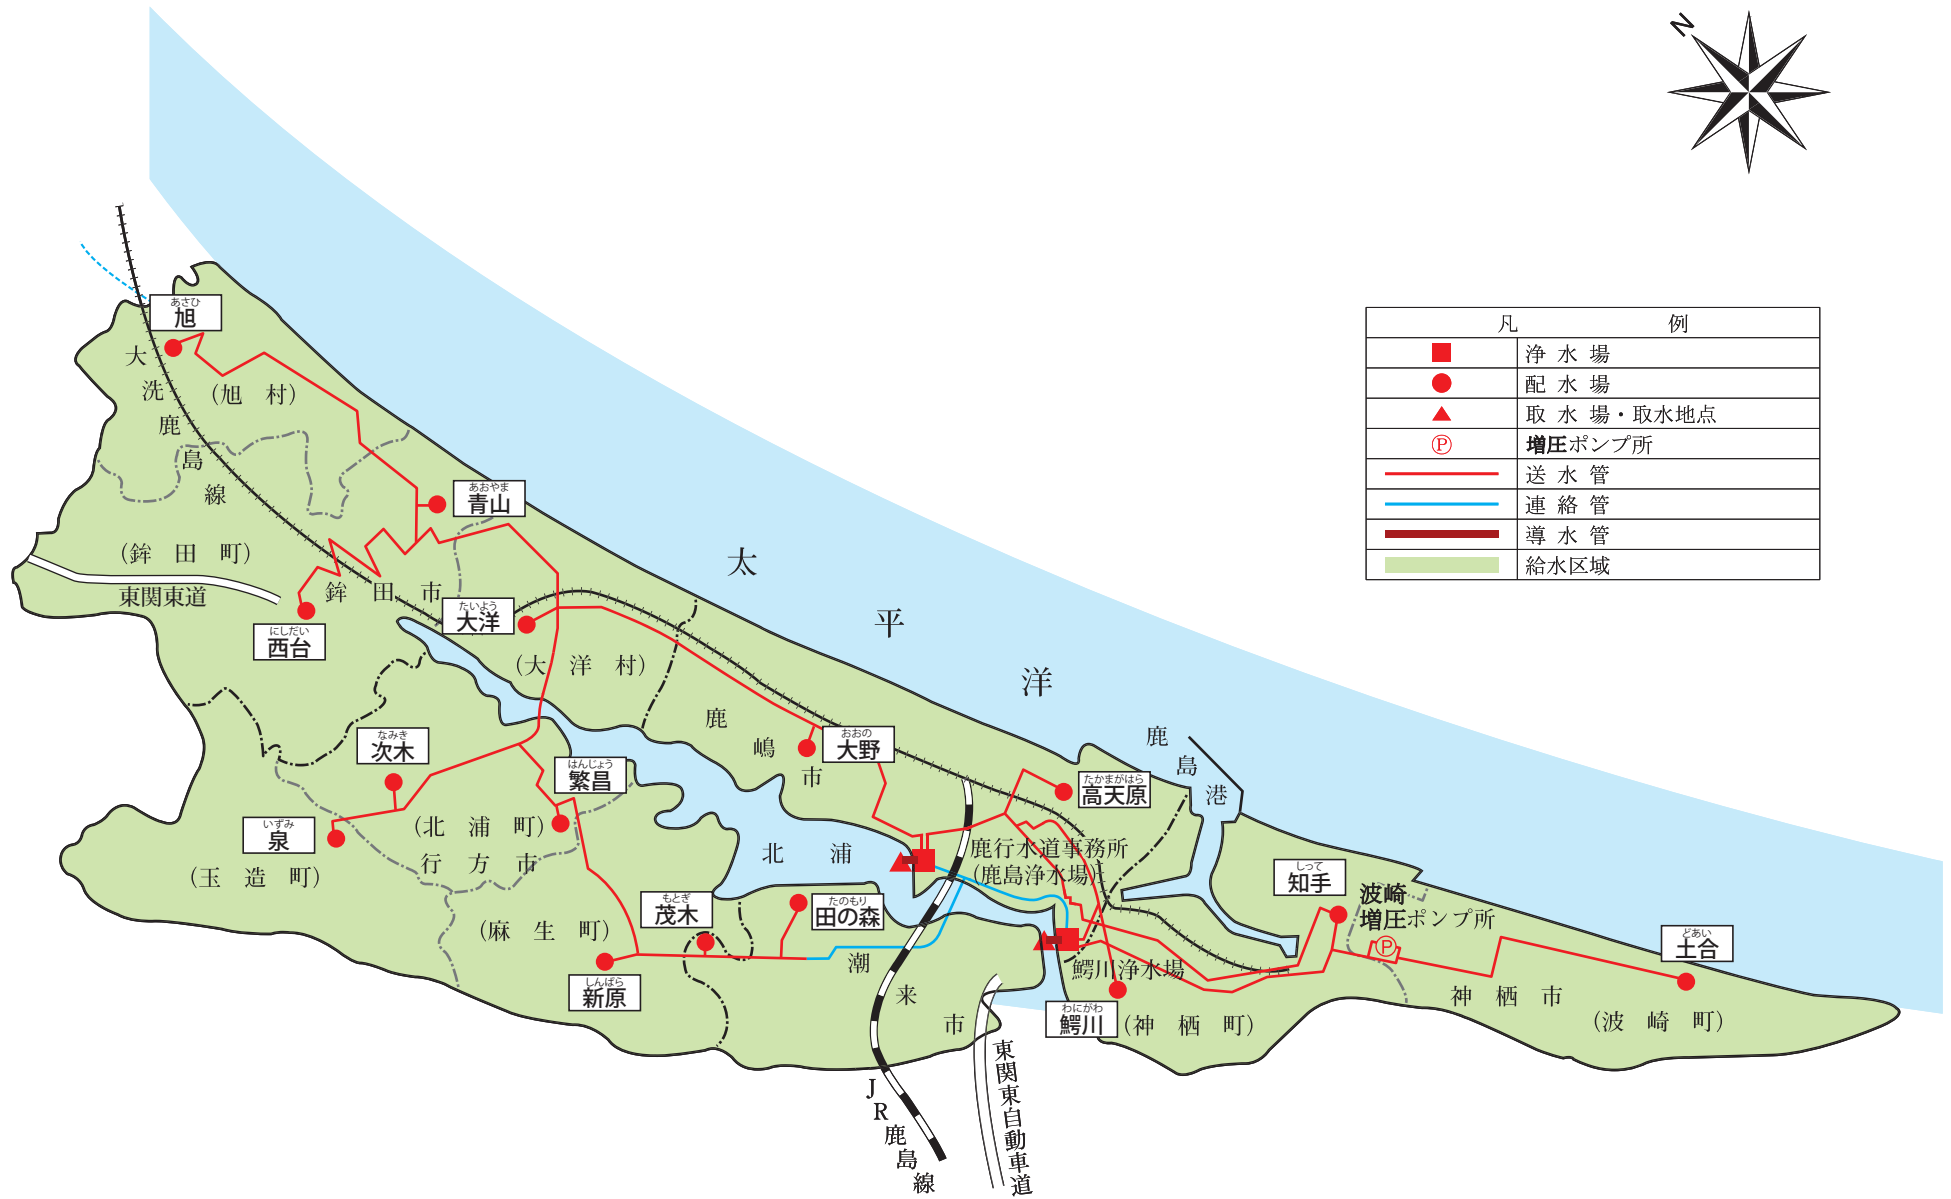 N
あさひ
旭
大洗鹿島線
(旭 村)
あおやま
青山
(鉾 田 町)
東関東道
鉾 田 市
にしだい
西台
たいよう
大洋
(大 洋 村)
太平洋
鹿嶋市
おおの
大野
なみき
次木
はんじょう
繁昌
いずみ
泉
(北 浦 町)
行 方 市
(玉 造 町)
北 浦
鹿島港
たかまがはら
高天原
鹿行水道事務所
(鹿島浄水場)
もとぎ
茂木
たのもり
田の森
(麻 生 町)
しんばら
新原
潮来市
鰐川浄水場
わにがわ
鰐川
(神 栖 町)
しって
知手
波崎
増圧ポンプ所
P
どあい
土合
神 栖 市
(波 崎 町)
JR鹿島線
東関東自動車道
凡 例
浄 水 場
配 水 場
取 水 場・取水地点
P
増圧ポンプ所
送 水 管
連 絡 管
導 水 管
給水区域